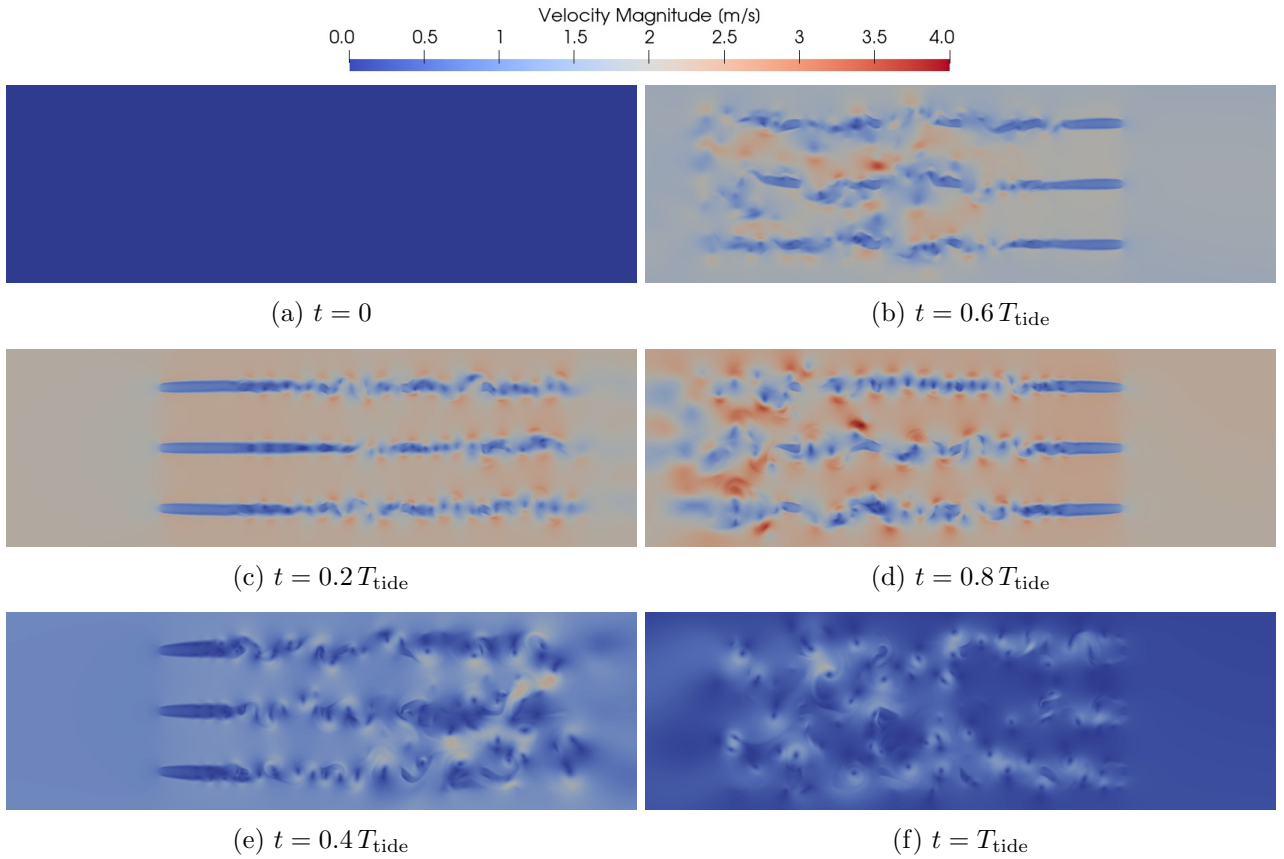 Velocity Magnitude [m/s]
0.0 0.5 1 1.5 2 2.5 3 3.5 4.0
(a) t = 0
(b) t = 0.6 T_tide
(c) t = 0.2 T_tide
(d) t = 0.8 T_tide
(e) t = 0.4 T_tide
(f) t = T_tide